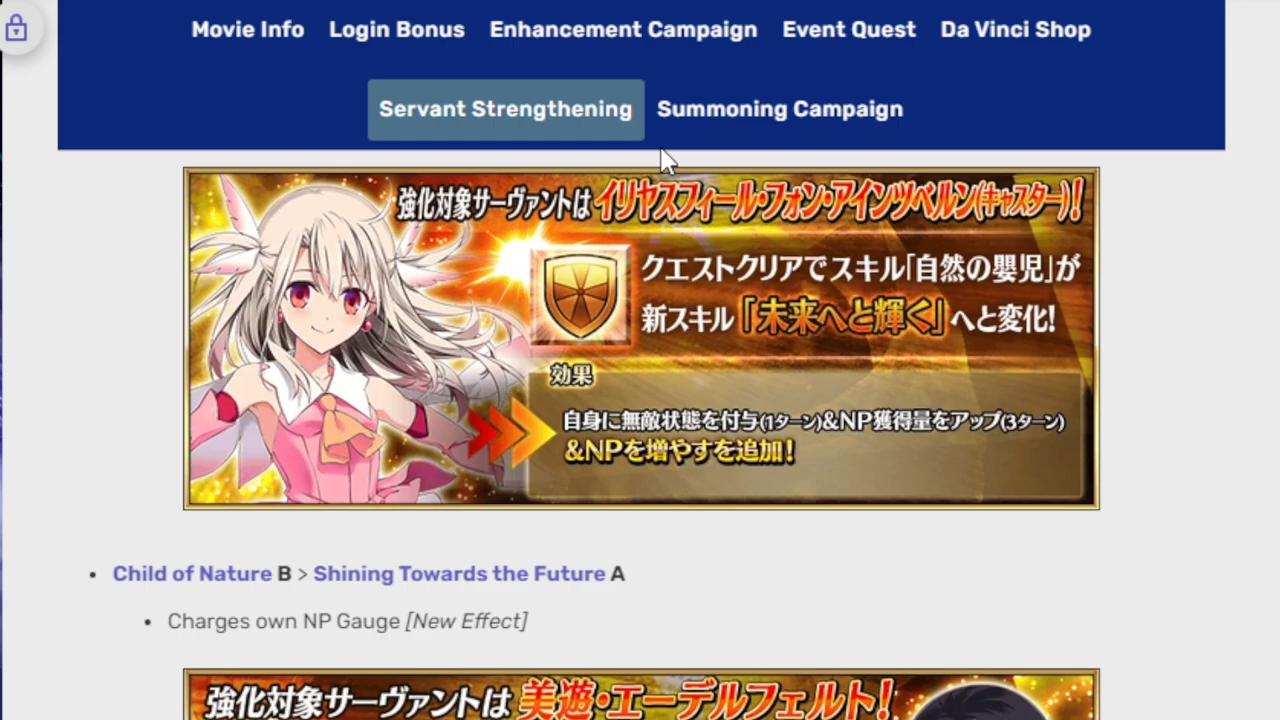 Movie Info Login Bonus Enhancement Campaign Event Quest Da Vinci Shop
Servant Strengthening Summoning Campaign
強化対象サーヴァントはイリヤスフィール・フォン・アインツベルン(キャスター)!
クエストクリアでスキル「自然の嬰児」が
新スキル「未来へと輝く」へと変化!
効果
自身に無敵状態を付与(1ターン)&NP獲得量をアップ(3ターン)
&NPを増やすを追加!
• Child of Nature B > Shining Towards the Future A
• Charges own NP Gauge [New Effect]
強化対象サーヴァントは美遊・エーデルフェルト!